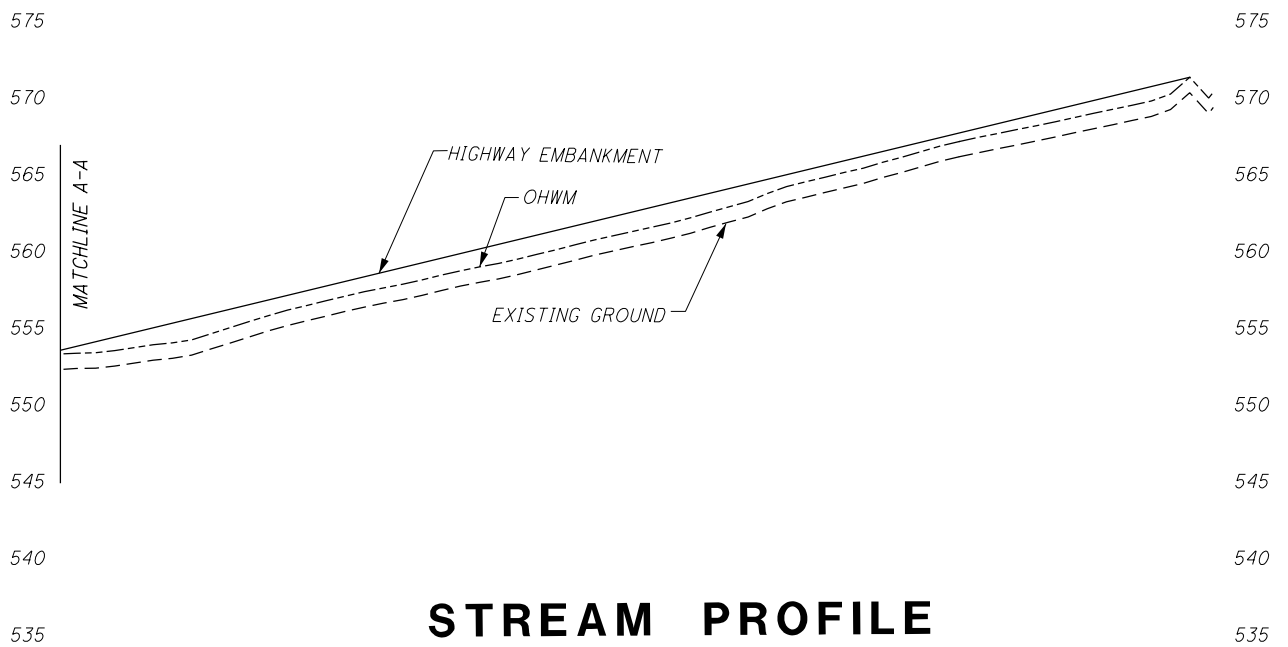 575 575
570 570
HIGHWAY EMBANKMENT
MATCHLINE A-A
565 565
OHWM
560 560
EXISTING GROUND
555 555
550 550
545 545
540 540
STREAM PROFILE
535 535